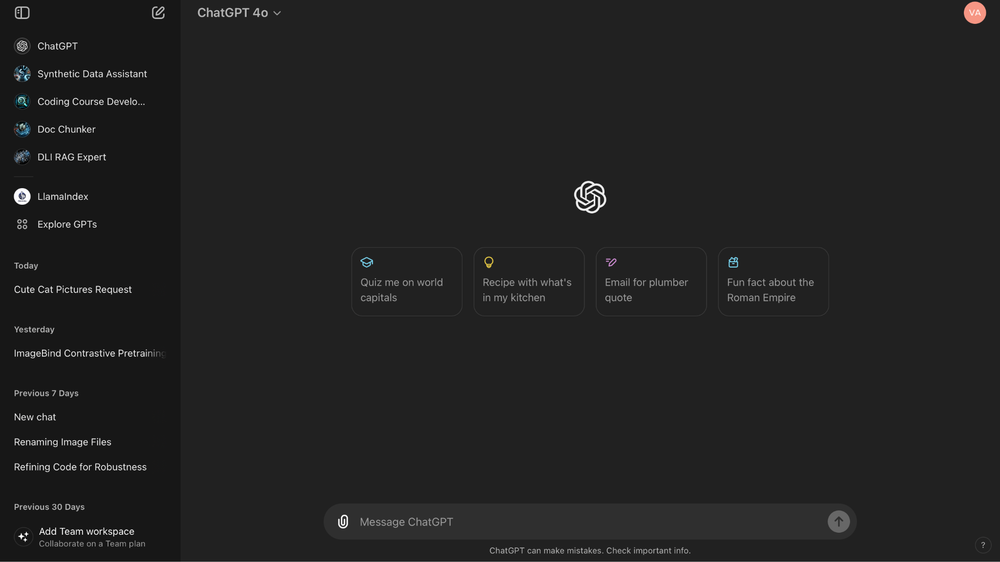 ChatGPT 4o
VA
ChatGPT
Synthetic Data Assistant
Coding Course Develo...
Doc Chunker
DLI RAG Expert
LlamaIndex
Explore GPTs
Today
Cute Cat Pictures Request
Yesterday
ImageBind Contrastive Pretraining
Previous 7 Days
New chat
Renaming Image Files
Refining Code for Robustness
Previous 30 Days
Add Team workspace
Collaborate on a Team plan
Quiz me on world
capitals
Recipe with what's
in my kitchen
Email for plumber
quote
Fun fact about the
Roman Empire
Message ChatGPT
ChatGPT can make mistakes. Check important info.
?